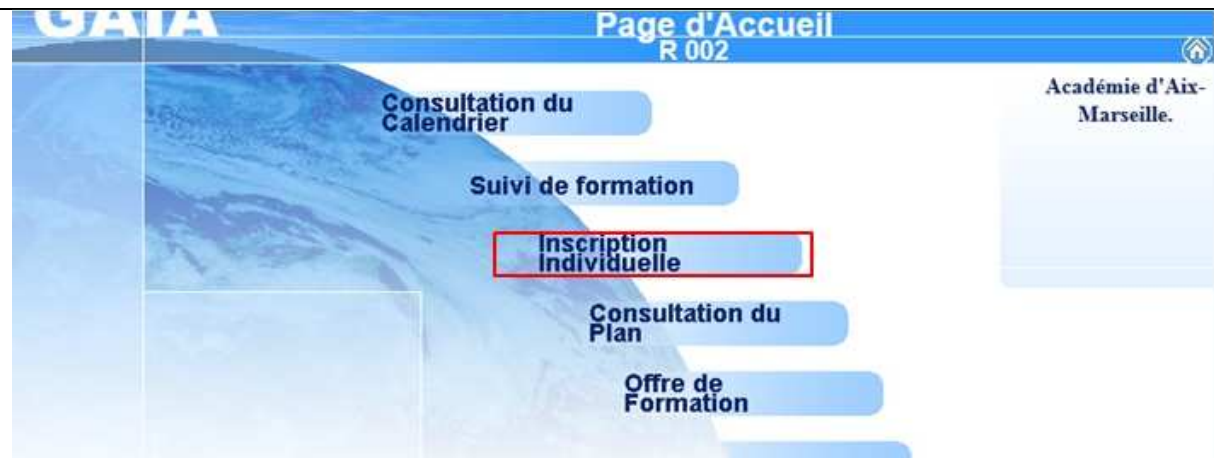 GAIA
Page d'Accueil
R 002
Académie d'Aix-
Marseille.
Consultation du
Calendrier
Suivi de formation
Inscription
Individuelle
Consultation du
Plan
Offre de
Formation